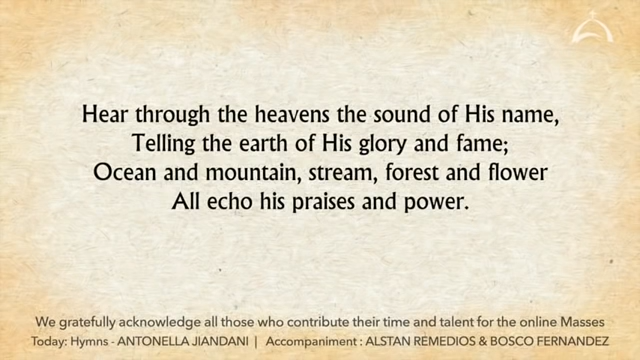 Hear through the heavens the sound of His name,
Telling the earth of His glory and fame;
Ocean and mountain, stream, forest and flower
All echo his praises and power.
We gratefully acknowledge all those who contribute their time and talent for the online Masses
Today: Hymns - ANTONELLA JIANDANI | Accompaniment : ALSTAN REMEDIOS & BOSCO FERNANDEZ